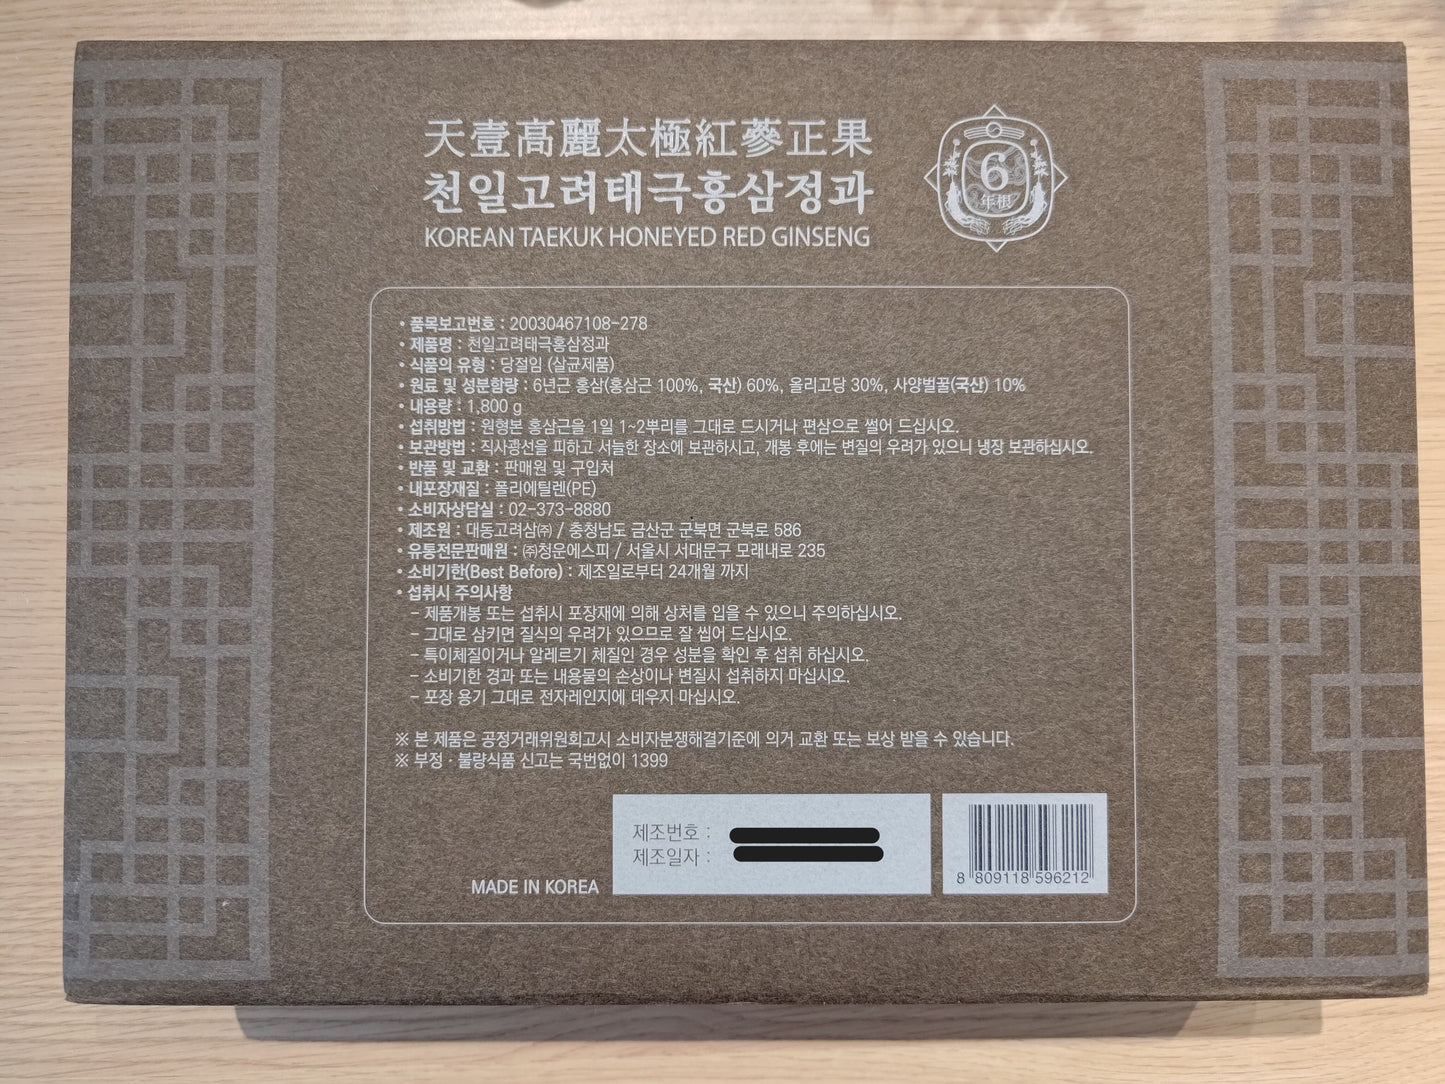 天壹高麗太極紅蔘正果
천일고려태극홍삼정과
KOREAN TAEKUK HONEYED RED GINSENG
6
年根
• 품목보고번호 : 20030467108-278
• 제품명 : 천일고려태극홍삼정과
• 식품의 유형 : 당절임 (살균제품)
• 원료 및 성분함량 : 6년근 홍삼(홍삼근 100%, 국산) 60%, 올리고당 30%, 사양벌꿀(국산) 10%
• 내용량 : 1,800 g
• 섭취방법 : 원형본 홍삼근을 1일 1~2뿌리를 그대로 드시거나 편삼으로 썰어 드십시오.
• 보관방법 : 직사광선을 피하고 서늘한 장소에 보관하시고, 개봉 후에는 변질의 우려가 있으니 냉장 보관하십시오.
• 반품 및 교환 : 판매원 및 구입처
• 내포장재질 : 폴리에틸렌(PE)
• 소비자상담실 : 02-373-8880
• 제조원 : 대동고려삼㈜ / 충청남도 금산군 군북면 군북로 586
• 유통전문판매원 : ㈜청운에스피 / 서울시 서대문구 모래내로 235
• 소비기한(Best Before) : 제조일로부터 24개월 까지
• 섭취시 주의사항
- 제품개봉 또는 섭취시 포장재에 의해 상처를 입을 수 있으니 주의하십시오.
- 그대로 삼키면 질식의 우려가 있으므로 잘 씹어 드십시오.
- 특이체질이거나 알레르기 체질인 경우 성분을 확인 후 섭취 하십시오.
- 소비기한 경과 또는 내용물의 손상이나 변질시 섭취하지 마십시오.
- 포장 용기 그대로 전자레인지에 데우지 마십시오.
※ 본 제품은 공정거래위원회고시 소비자분쟁해결기준에 의거 교환 또는 보상 받을 수 있습니다.
※ 부정 · 불량식품 신고는 국번없이 1399
제조번호 :
제조일자 :
MADE IN KOREA
8 809118 596212